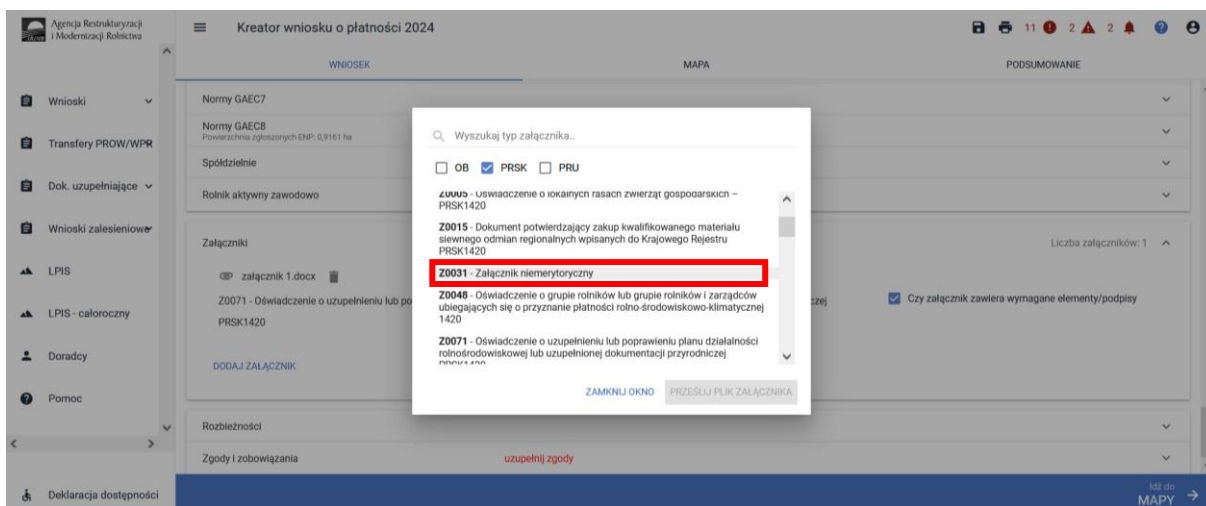 Agencja Restrukturyzacji
i Modernizacji Rolnictwa
Kreator wniosku o płatności 2024
11 2 2
WNIOSEK
MAPA
PODSUMOWANIE
Wnioski
Transfery PROW/WPR
Dok. uzupełniające
Wnioski zalesieniowe
LPIS
LPIS - całoroczny
Doradcy
Pomoc
Deklaracja dostępności
Normy GAEC7
Normy GAEC8
Powierzchnia zgłoszonych ENP: 0,9161 ha
Spółdzielnie
Rolnik aktywny zawodowo
Załączniki
Liczba załączników: 1
załącznik 1.docx
Z0071 - Oświadczenie o uzupełnieniu lub po
PRSK1420
Czy załącznik zawiera wymagane elementy/podpisy
DODAJ ZAŁĄCZNIK
Wyszukaj typ załącznika..
OB PRSK PRU
Z0005 - Oświadczenie o lokalnych rasach zwierząt gospodarskich –
PRSK1420
Z0015 - Dokument potwierdzający zakup kwalifikowanego materiału
siewnego odmian regionalnych wpisanych do Krajowego Rejestru
PRSK1420
Z0031 - Załącznik niemerytoryczny
Z0048 - Oświadczenie o grupie rolników lub grupie rolników i zarządców
ubiegających się o przyznanie płatności rolno-środowiskowo-klimatycznej
1420
Z0071 - Oświadczenie o uzupełnieniu lub poprawieniu planu działalności
rolnośrodowiskowej lub uzupełnionej dokumentacji przyrodniczej
PRSK1420
ZAMKNIJ OKNO
PRZEŚLIJ PLIK ZAŁĄCZNIKA
Rozbieżności
Zgody i zobowiązania
uzupełnij zgody
Idź do
MAPY